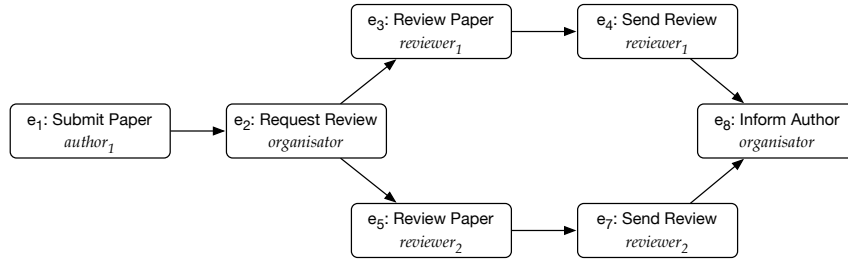 e3: Review Paper
reviewer1
e4: Send Review
reviewer1
e1: Submit Paper
author1
e2: Request Review
organisator
e8: Inform Author
organisator
e5: Review Paper
reviewer2
e7: Send Review
reviewer2